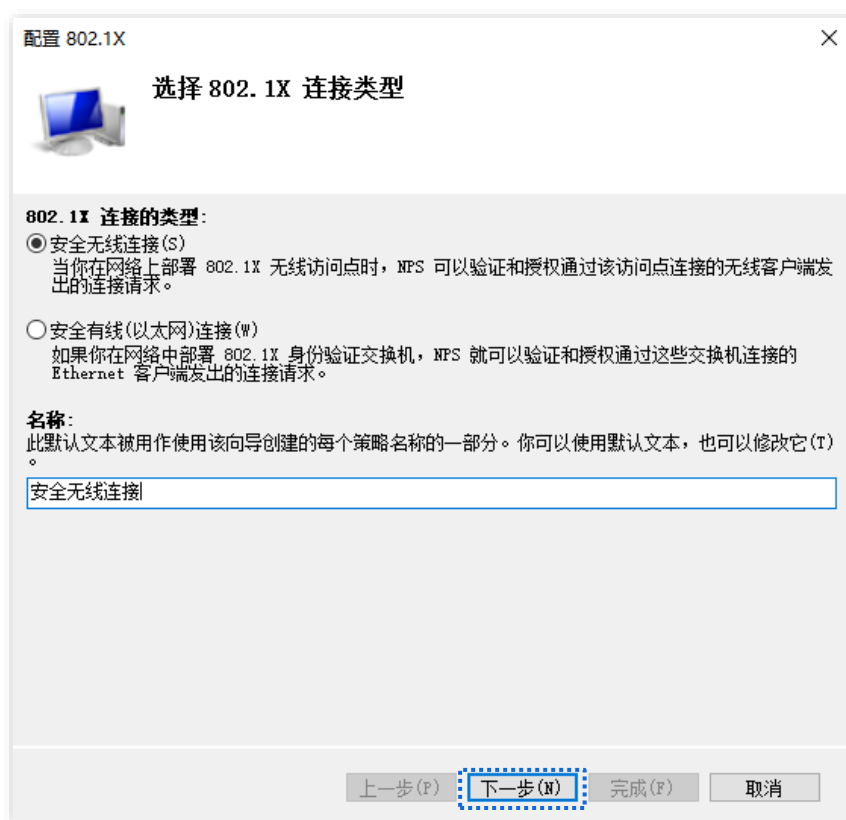 配置 802.1X
选择 802.1X 连接类型
802.1X 连接的类型:
安全无线连接(S)
当你在网络上部署 802.1X 无线访问点时，NPS 可以验证和授权通过该访问点连接的无线客户端发
出的连接请求。
安全有线(以太网)连接(W)
如果你在网络中部署 802.1X 身份验证交换机，NPS 就可以验证和授权通过这些交换机连接的
Ethernet 客户端发出的连接请求。
名称:
此默认文本被用作使用该向导创建的每个策略名称的一部分。你可以使用默认文本，也可以修改它(T)
。
安全无线连接
上一步(P) 下一步(N) 完成(F) 取消